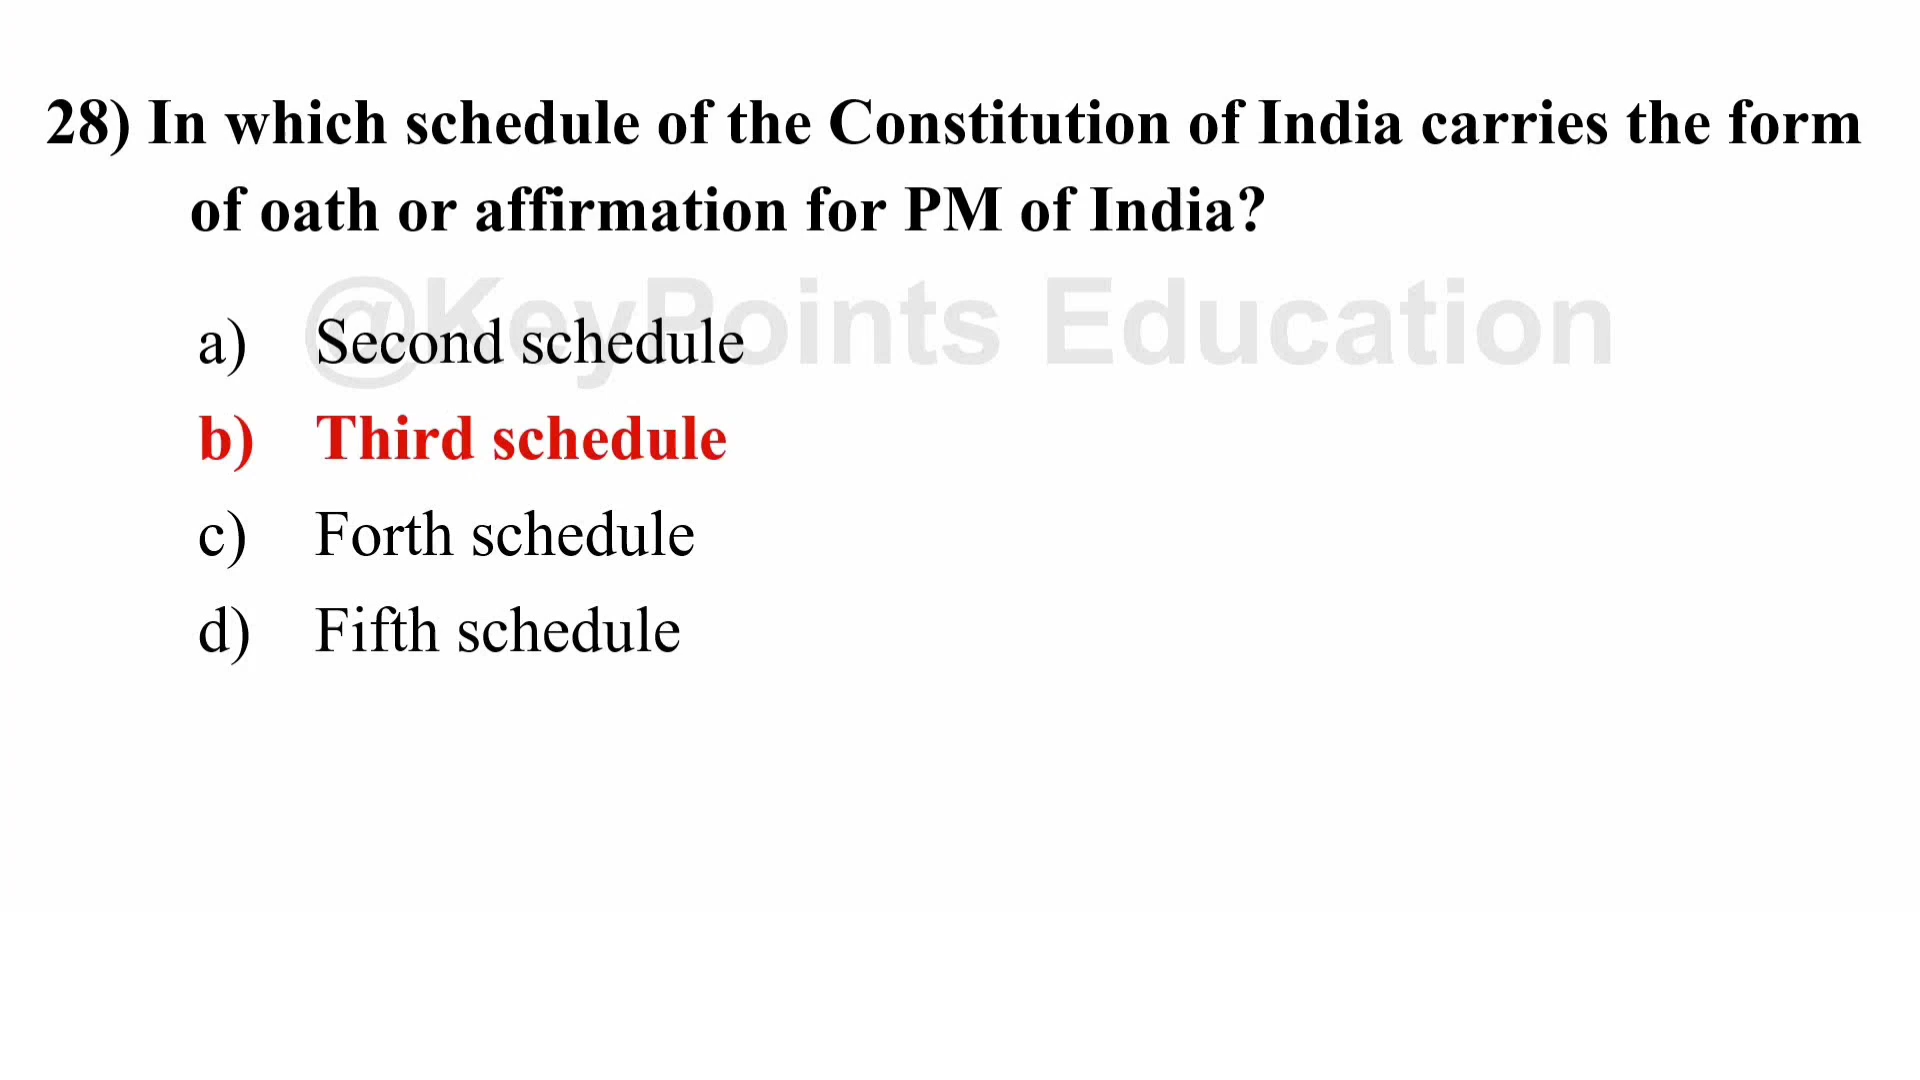 28) In which schedule of the Constitution of India carries the form
of oath or affirmation for PM of India?
@KeyPoints Education
a) Second schedule
b) Third schedule
c) Forth schedule
d) Fifth schedule